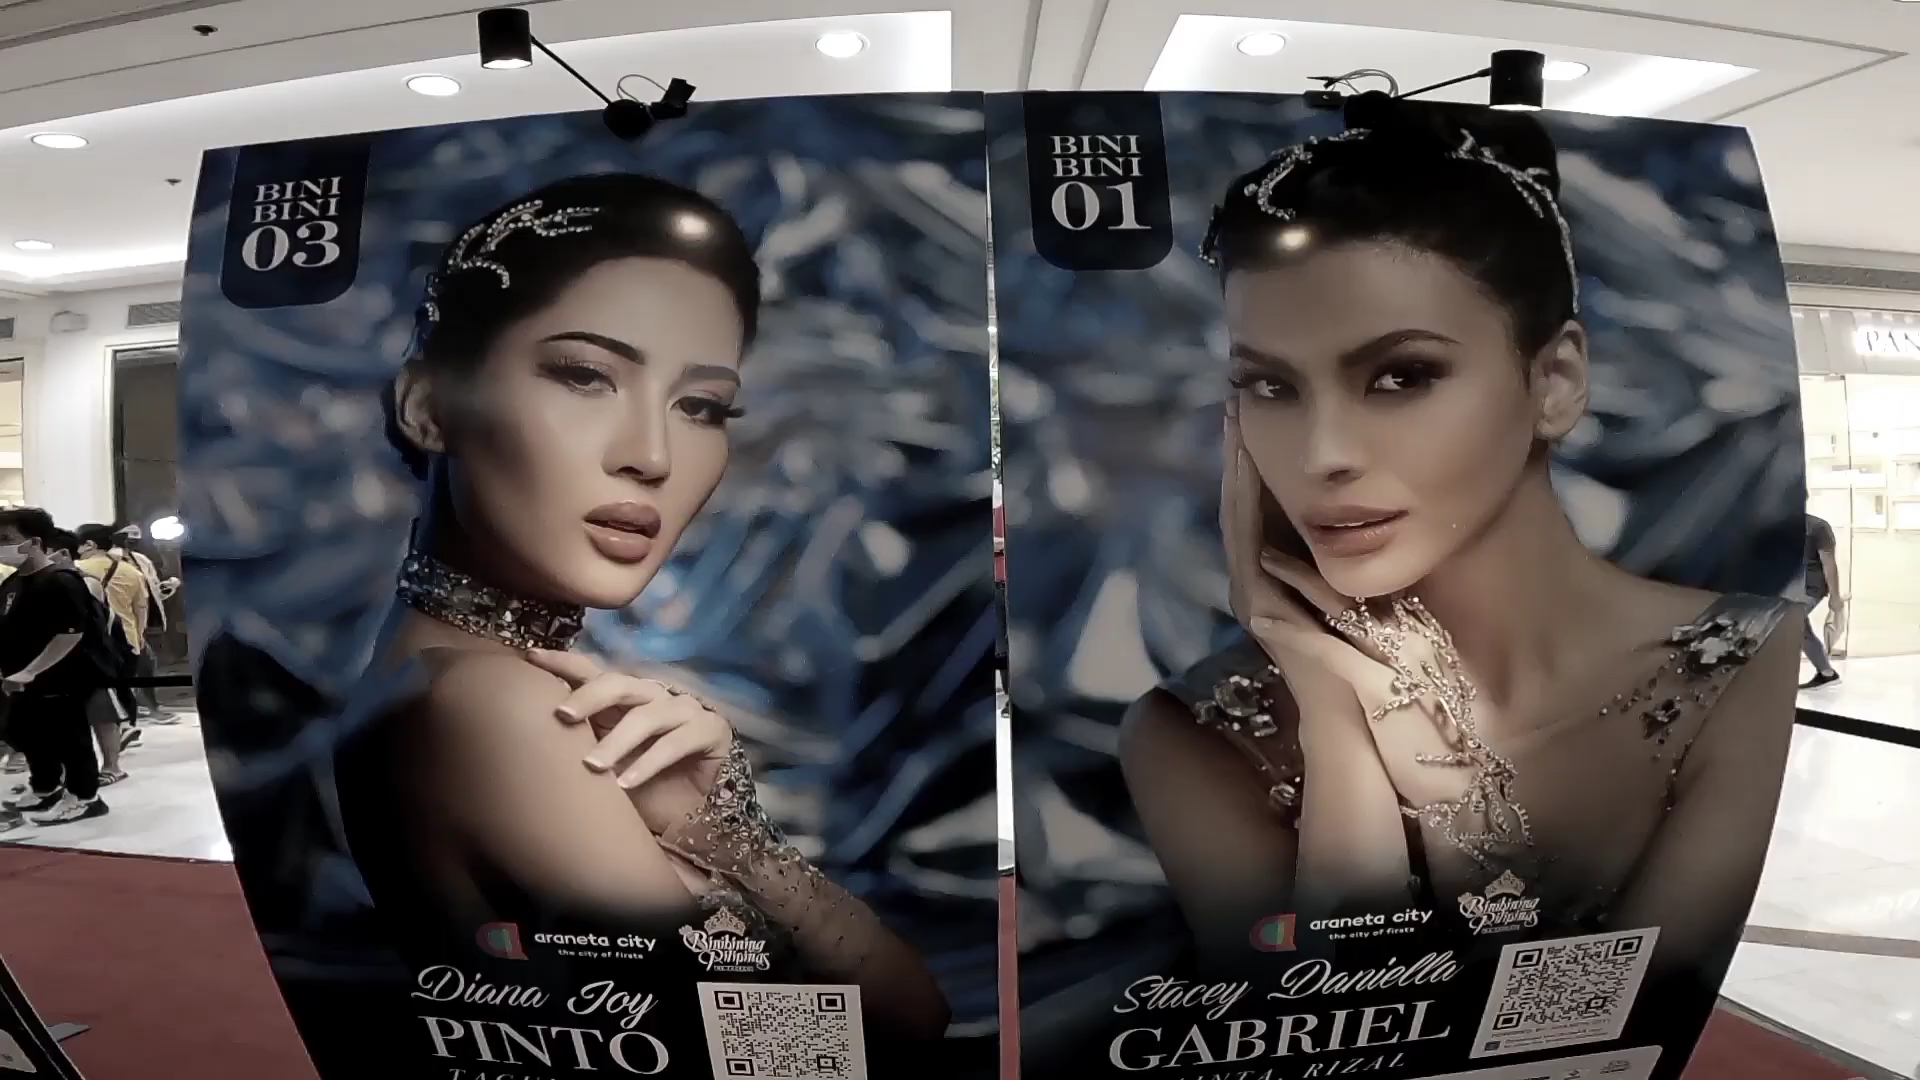 BINI
BINI
03
araneta city
the city of firsts
Binibining
Pilipinas
Diana Joy
PINTO
BINI
BINI
01
araneta city
the city of firsts
Binibining
Pilipinas
Stacey Daniella
GABRIEL
RIZAL